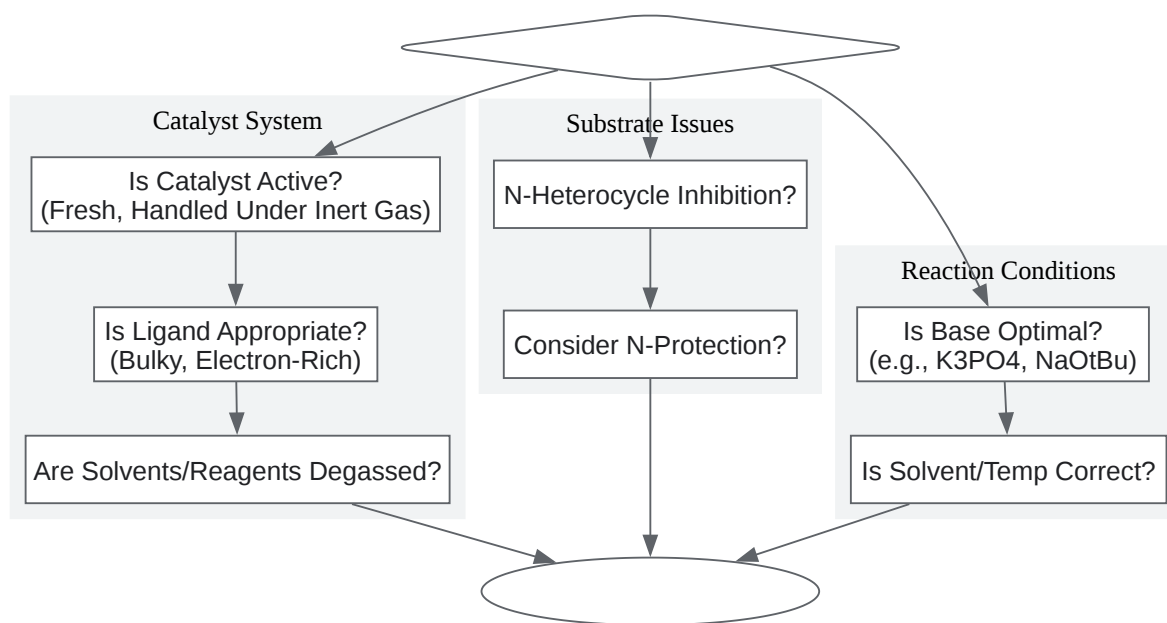 Catalyst System
Is Catalyst Active?
(Fresh, Handled Under Inert Gas)
Is Ligand Appropriate?
(Bulky, Electron-Rich)
Are Solvents/Reagents Degassed?
Substrate Issues
N-Heterocycle Inhibition?
Consider N-Protection?
Reaction Conditions
Is Base Optimal?
(e.g., K3PO4, NaOtBu)
Is Solvent/Temp Correct?